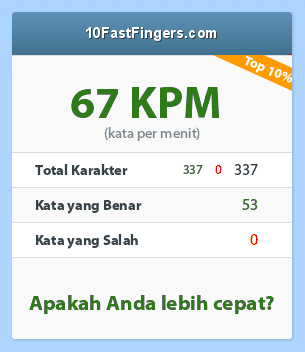 10FastFingers.com
Top 10%
67 KPM
(kata per menit)
Total Karakter 337 0 337
Kata yang Benar 53
Kata yang Salah 0
Apakah Anda lebih cepat?